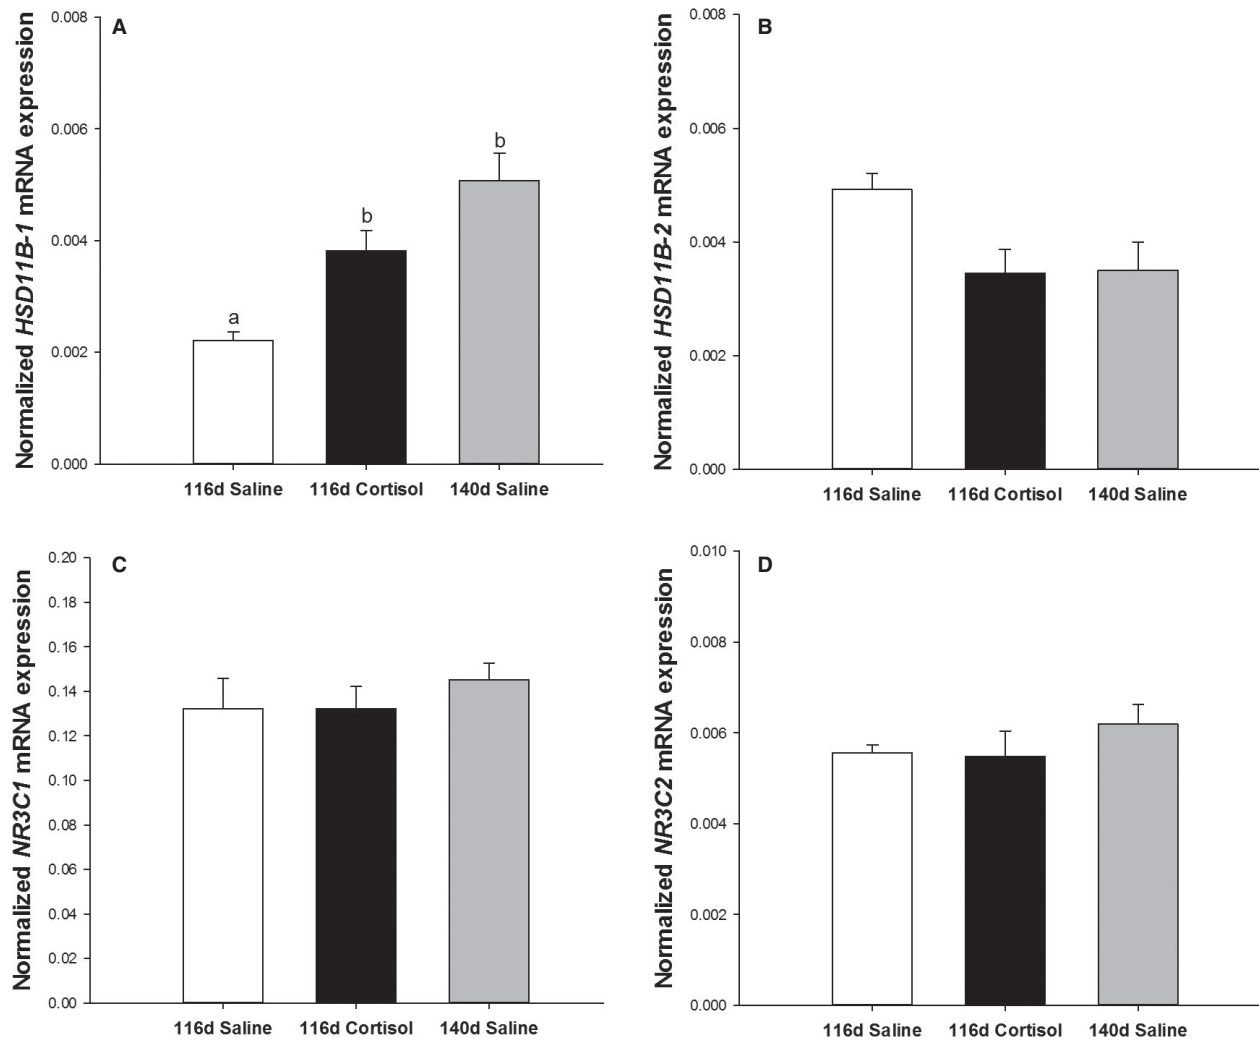 A
Normalized HSD11B-1 mRNA expression
0.008
0.006
0.004
0.002
0.000
a
b
b
116d Saline
116d Cortisol
140d Saline
B
Normalized HSD11B-2 mRNA expression
0.008
0.006
0.004
0.002
0.000
116d Saline
116d Cortisol
140d Saline
C
Normalized NR3C1 mRNA expression
0.20
0.18
0.16
0.14
0.12
0.10
0.08
0.06
0.04
0.02
0.00
116d Saline
116d Cortisol
140d Saline
D
Normalized NR3C2 mRNA expression
0.010
0.008
0.006
0.004
0.002
0.000
116d Saline
116d Cortisol
140d Saline